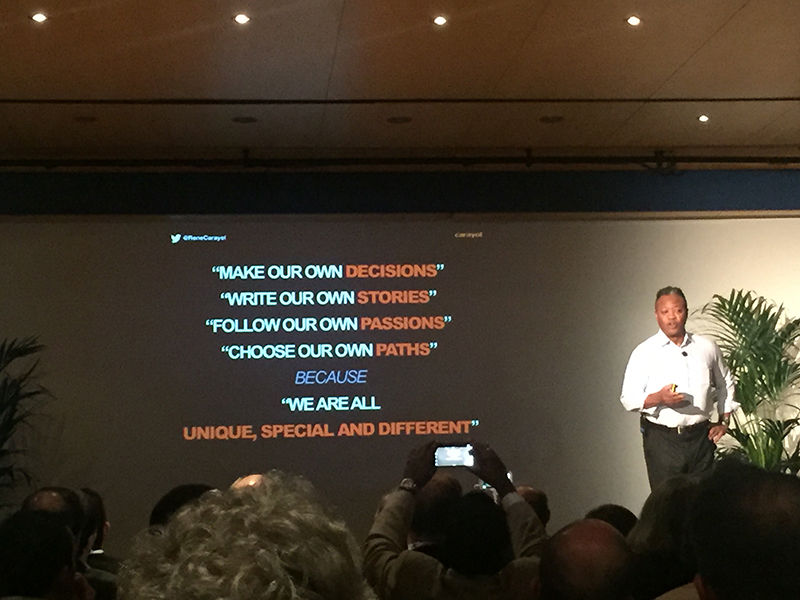 @ReneCarayol
carayol
"MAKE OUR OWN DECISIONS"
"WRITE OUR OWN STORIES"
"FOLLOW OUR OWN PASSIONS"
"CHOOSE OUR OWN PATHS"
BECAUSE
"WE ARE ALL
UNIQUE, SPECIAL AND DIFFERENT"